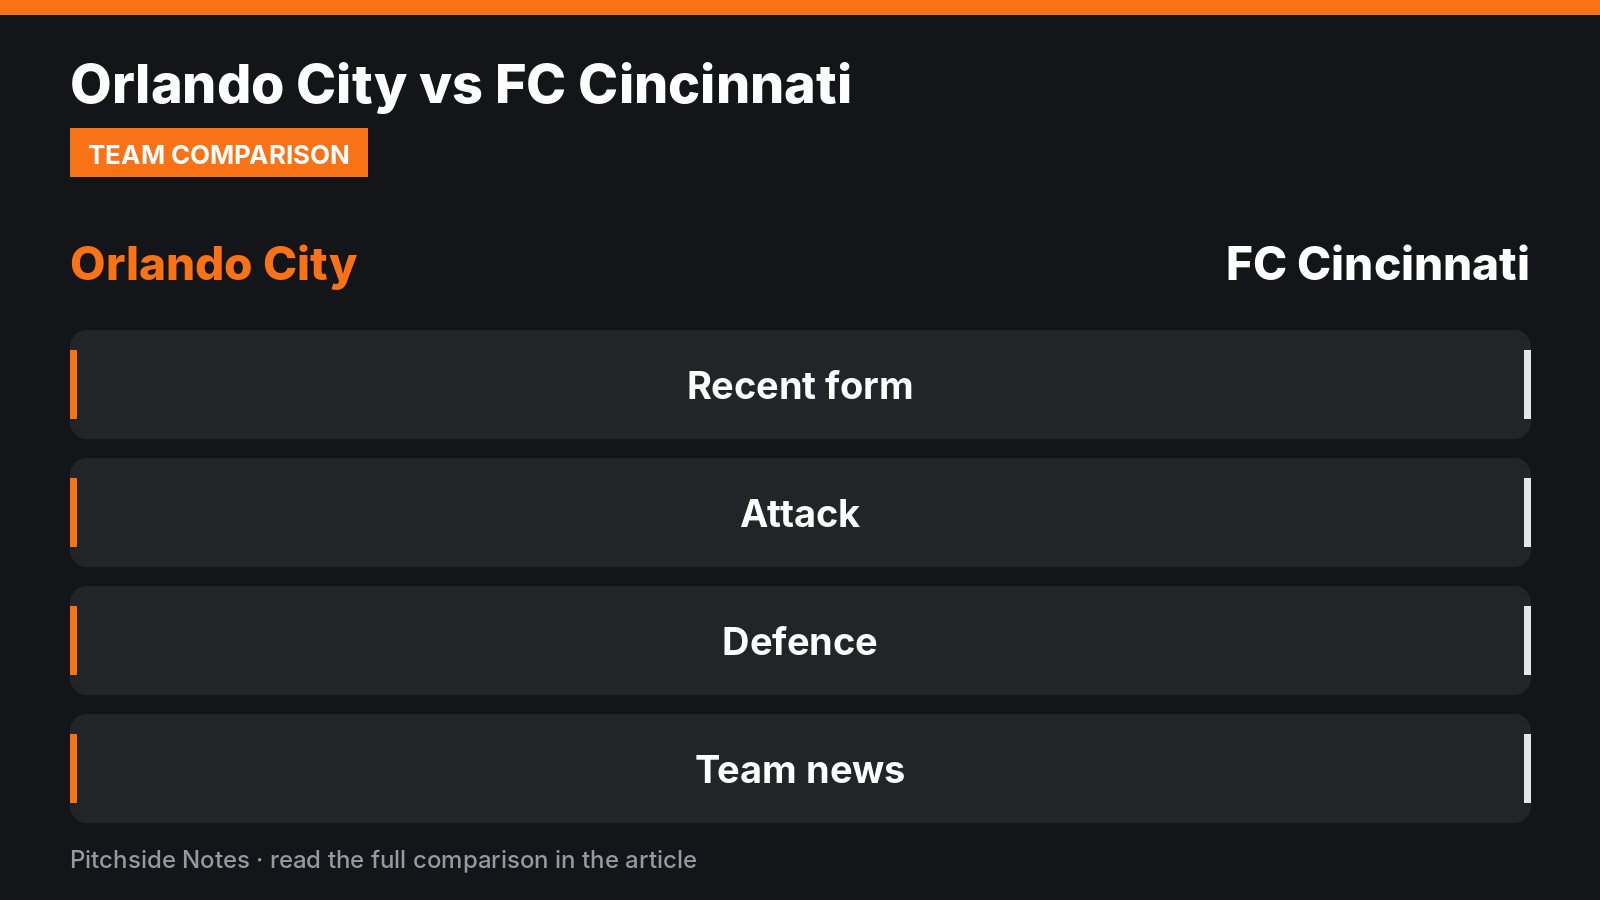 Orlando City vs FC Cincinnati
TEAM COMPARISON
Orlando City
FC Cincinnati
Recent form
Attack
Defence
Team news
Pitchside Notes · read the full comparison in the article